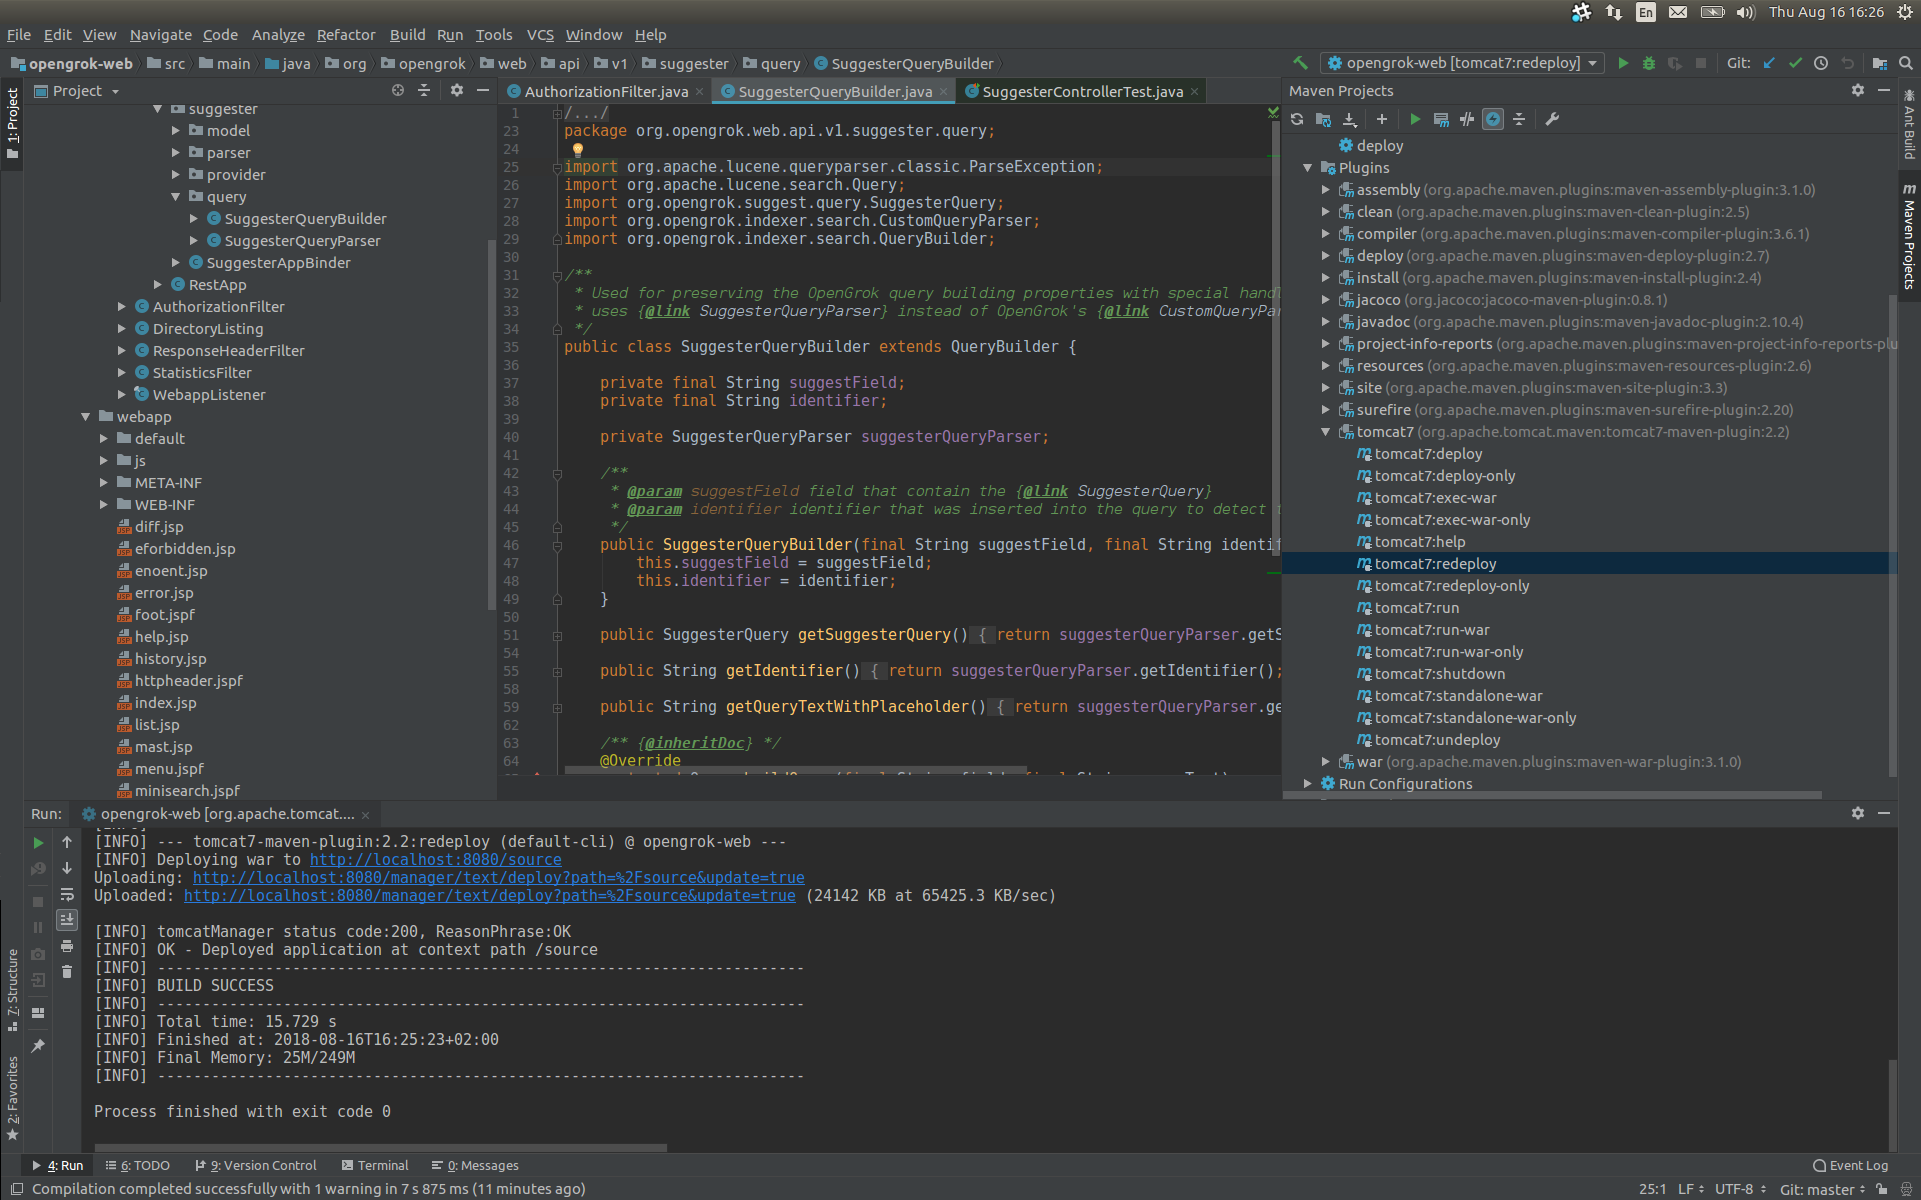 En Thu Aug 16 16:26
File Edit View Navigate Code Analyze Refactor Build Run Tools VCS Window Help
opengrok-web src main java org opengrok web api v1 suggester query SuggesterQueryBuilder
opengrok-web [tomcat7:redeploy] Git:
1: Project
7: Structure
2: Favorites
Project
suggester
model
parser
provider
query
SuggesterQueryBuilder
SuggesterQueryParser
SuggesterAppBinder
RestApp
AuthorizationFilter
DirectoryListing
ResponseHeaderFilter
StatisticsFilter
WebappListener
webapp
default
js
META-INF
WEB-INF
diff.jsp
eforbidden.jsp
enoent.jsp
error.jsp
foot.jspf
help.jsp
history.jsp
httpheader.jspf
index.jsp
list.jsp
mast.jsp
menu.jspf
minisearch.jspf
AuthorizationFilter.java × SuggesterQueryBuilder.java × SuggesterControllerTest.java ×
1 /.../
23 package org.opengrok.web.api.v1.suggester.query;
24
25 import org.apache.lucene.queryparser.classic.ParseException;
26 import org.apache.lucene.search.Query;
27 import org.opengrok.suggest.query.SuggesterQuery;
28 import org.opengrok.indexer.search.CustomQueryParser;
29 import org.opengrok.indexer.search.QueryBuilder;
30
31 /**
32 * Used for preserving the OpenGrok query building properties with special handl
33 * uses {@link SuggesterQueryParser} instead of OpenGrok's {@link CustomQueryPar
34 */
35 public class SuggesterQueryBuilder extends QueryBuilder {
36
37 private final String suggestField;
38 private final String identifier;
39
40 private SuggesterQueryParser suggesterQueryParser;
41
42 /**
43 * @param suggestField field that contain the {@link SuggesterQuery}
44 * @param identifier identifier that was inserted into the query to detect t
45 */
46 public SuggesterQueryBuilder(final String suggestField, final String identif
47 this.suggestField = suggestField;
48 this.identifier = identifier;
49 }
50
51 public SuggesterQuery getSuggesterQuery() { return suggesterQueryParser.getS
54
55 public String getIdentifier() { return suggesterQueryParser.getIdentifier();
58
59 public String getQueryTextWithPlaceholder() { return suggesterQueryParser.ge
62
63 /** {@inheritDoc} */
64 @Override
Maven Projects
deploy
Plugins
assembly (org.apache.maven.plugins:maven-assembly-plugin:3.1.0)
clean (org.apache.maven.plugins:maven-clean-plugin:2.5)
compiler (org.apache.maven.plugins:maven-compiler-plugin:3.6.1)
deploy (org.apache.maven.plugins:maven-deploy-plugin:2.7)
install (org.apache.maven.plugins:maven-install-plugin:2.4)
jacoco (org.jacoco:jacoco-maven-plugin:0.8.1)
javadoc (org.apache.maven.plugins:maven-javadoc-plugin:2.10.4)
project-info-reports (org.apache.maven.plugins:maven-project-info-reports-plu
resources (org.apache.maven.plugins:maven-resources-plugin:2.6)
site (org.apache.maven.plugins:maven-site-plugin:3.3)
surefire (org.apache.maven.plugins:maven-surefire-plugin:2.20)
tomcat7 (org.apache.tomcat.maven:tomcat7-maven-plugin:2.2)
tomcat7:deploy
tomcat7:deploy-only
tomcat7:exec-war
tomcat7:exec-war-only
tomcat7:help
tomcat7:redeploy
tomcat7:redeploy-only
tomcat7:run
tomcat7:run-war
tomcat7:run-war-only
tomcat7:shutdown
tomcat7:standalone-war
tomcat7:standalone-war-only
tomcat7:undeploy
war (org.apache.maven.plugins:maven-war-plugin:3.1.0)
Run Configurations
Ant Build
Maven Projects
Run: opengrok-web [org.apache.tomcat.... ×
[INFO]
[INFO] --- tomcat7-maven-plugin:2.2:redeploy (default-cli) @ opengrok-web ---
[INFO] Deploying war to http://localhost:8080/source
Uploading: http://localhost:8080/manager/text/deploy?path=%2Fsource&update=true
Uploaded: http://localhost:8080/manager/text/deploy?path=%2Fsource&update=true (24142 KB at 65425.3 KB/sec)
[INFO] tomcatManager status code:200, ReasonPhrase:OK
[INFO] OK - Deployed application at context path /source
[INFO] ------------------------------------------------------------------------
[INFO] BUILD SUCCESS
[INFO] ------------------------------------------------------------------------
[INFO] Total time: 15.729 s
[INFO] Finished at: 2018-08-16T16:25:23+02:00
[INFO] Final Memory: 25M/249M
[INFO] ------------------------------------------------------------------------
Process finished with exit code 0
4: Run 6: TODO 9: Version Control Terminal 0: Messages Event Log
Compilation completed successfully with 1 warning in 7 s 875 ms (11 minutes ago) 25:1 LF UTF-8 Git: master